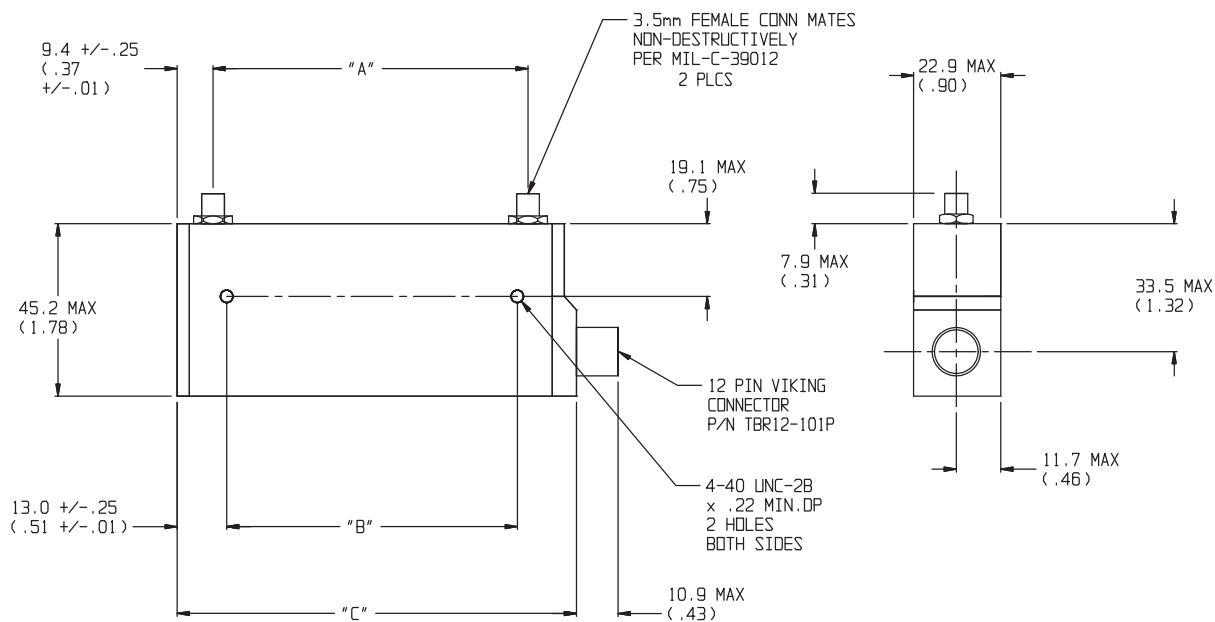 3.5mm FEMALE CONN MATES
NON-DESTRUCTIVELY
PER MIL-C-39012
2 PLCS
9.4 +/-.25
(.37
+/-.01)
"A"
22.9 MAX
(.90)
19.1 MAX
(.75)
7.9 MAX
(.31)
33.5 MAX
(1.32)
45.2 MAX
(1.78)
12 PIN VIKING
CONNECTOR
P/N TBR12-101P
11.7 MAX
(.46)
4-40 UNC-2B
x .22 MIN.DP
2 HOLES
BOTH SIDES
13.0 +/-.25
(.51 +/-.01)
"B"
10.9 MAX
(.43)
"C"